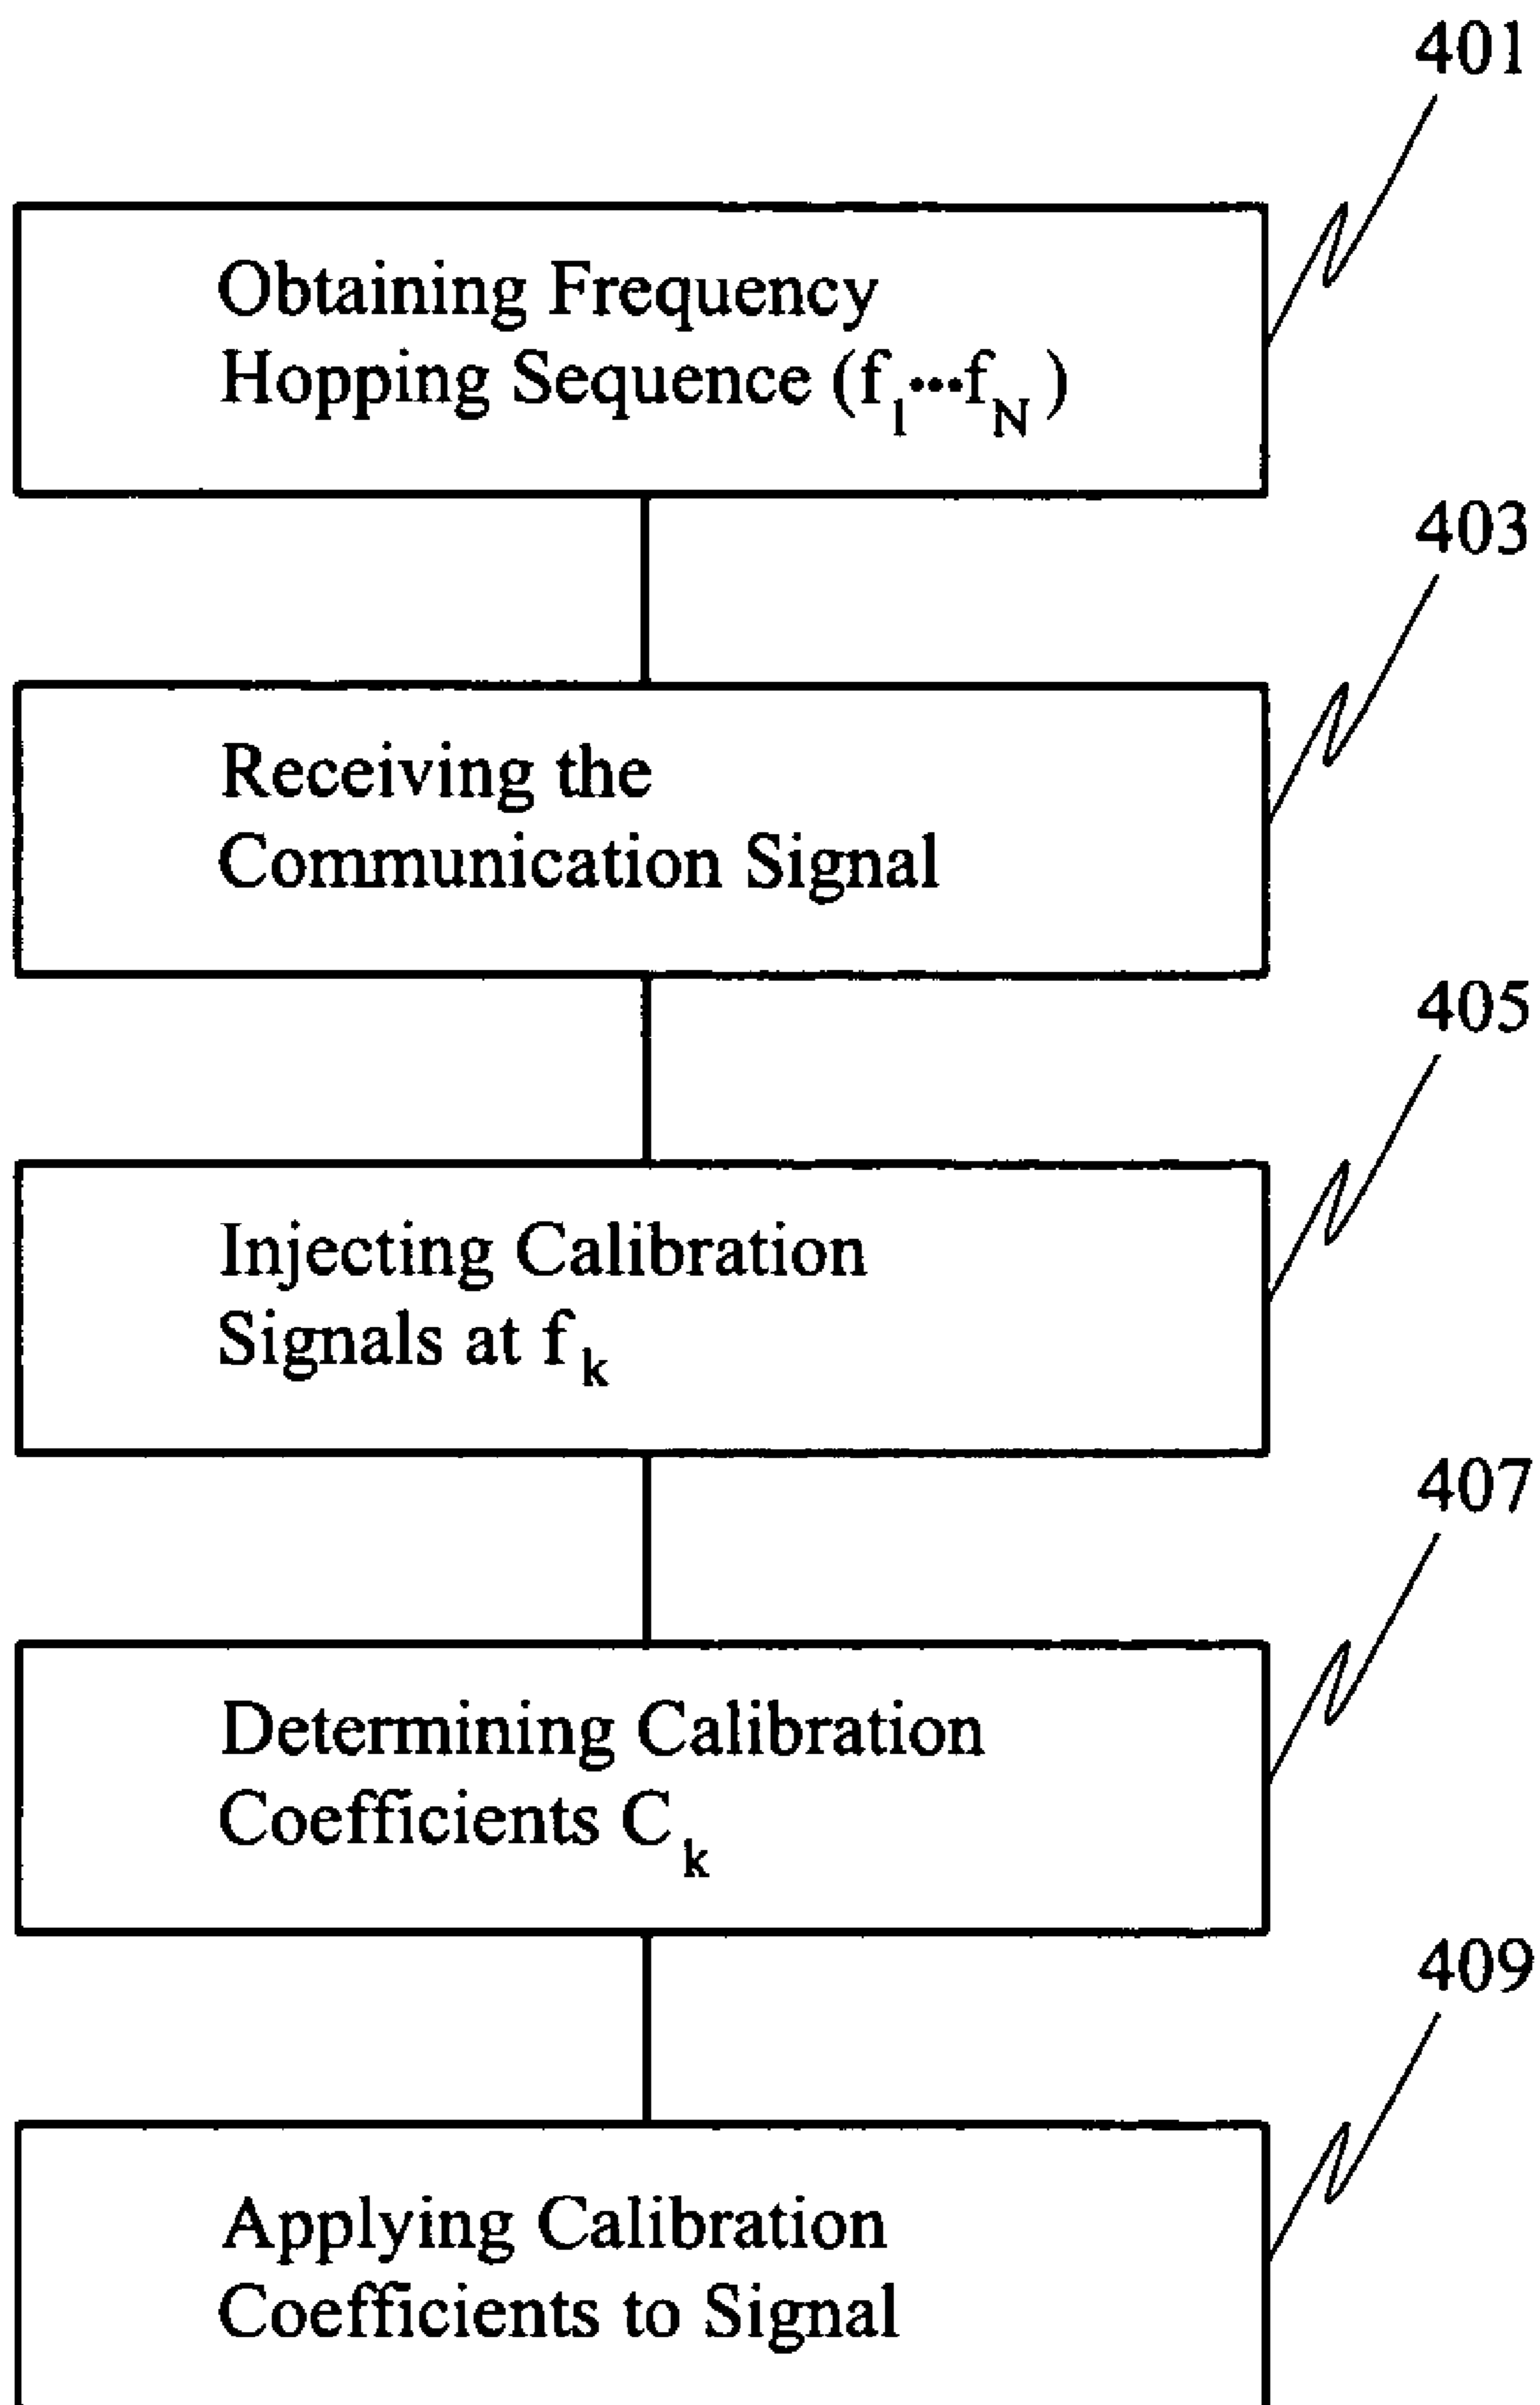 401
Obtaining Frequency
Hopping Sequence (f1•••fN)
403
Receiving the
Communication Signal
405
Injecting Calibration
Signals at fk
407
Determining Calibration
Coefficients Ck
409
Applying Calibration
Coefficients to Signal